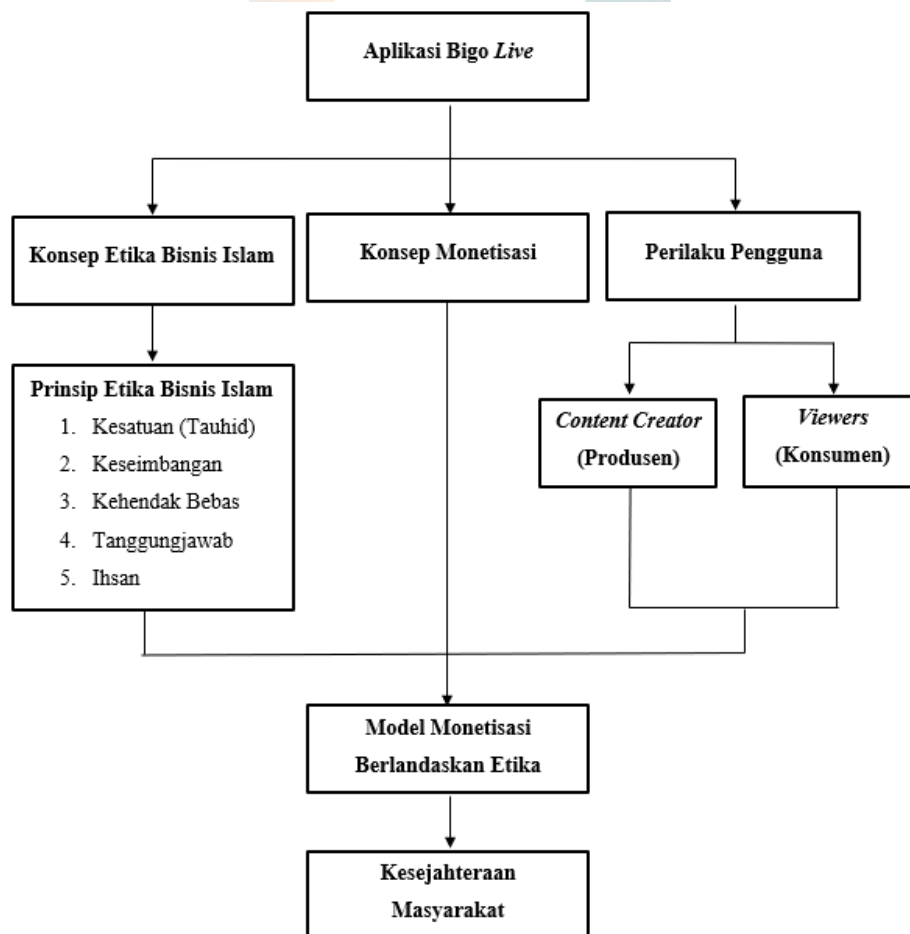 Aplikasi Bigo Live
Konsep Etika Bisnis Islam
Konsep Monetisasi
Perilaku Pengguna
Prinsip Etika Bisnis Islam
1. Kesatuan (Tauhid)
2. Keseimbangan
3. Kehendak Bebas
4. Tanggungjawab
5. Ihsan
Content Creator
(Produsen)
Viewers
(Konsumen)
Model Monetisasi
Berlandaskan Etika
Kesejahteraan
Masyarakat